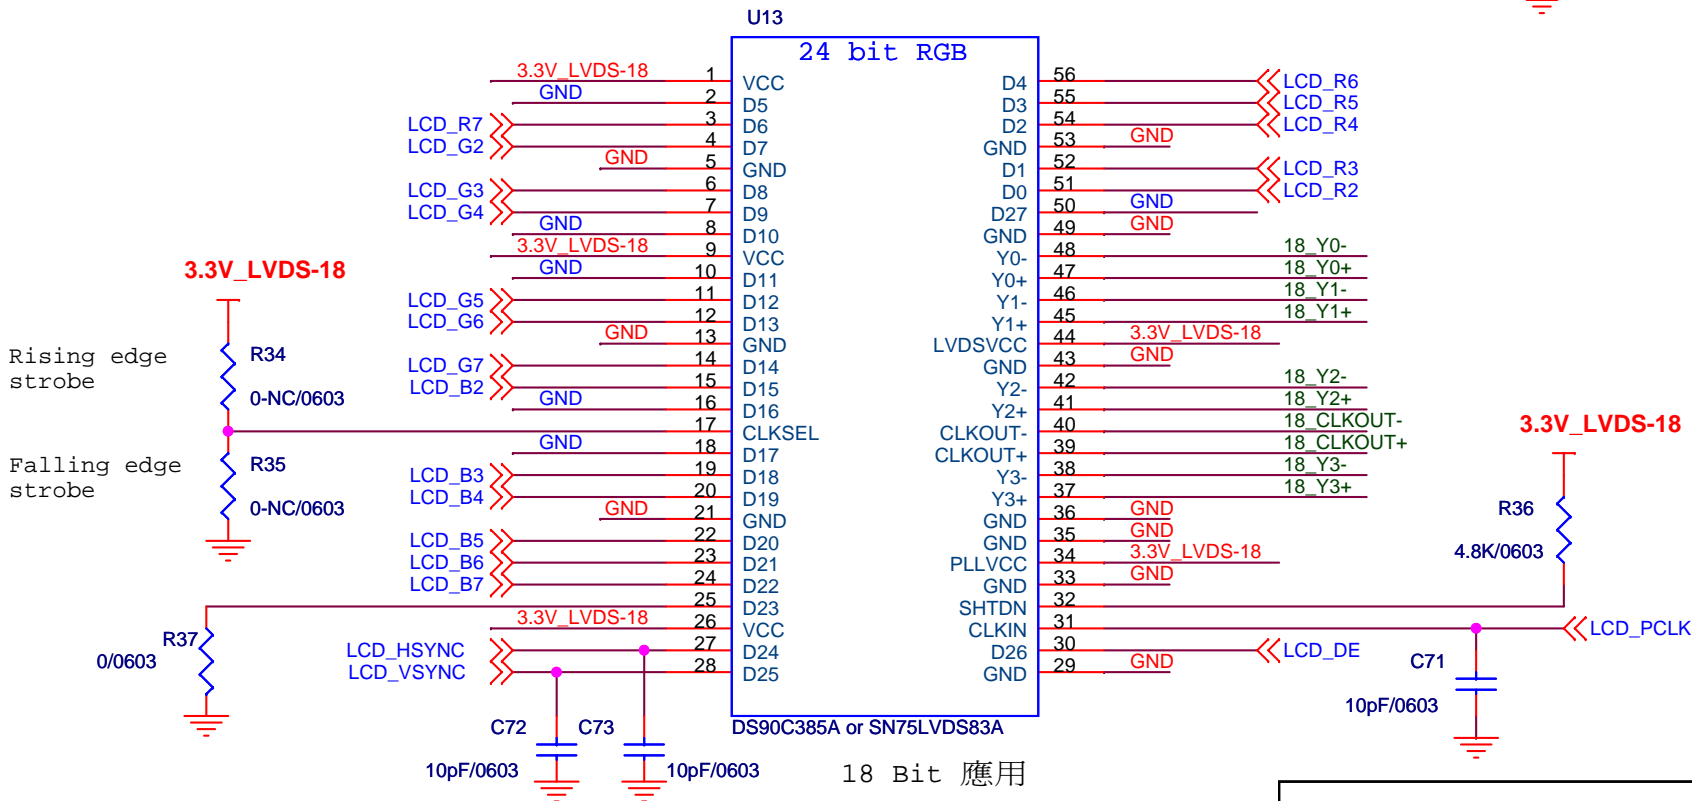 U13
24 bit RGB
3.3V_LVDS-18 1 VCC D4 56 LCD_R6
GND 2 D5 D3 55 LCD_R5
LCD_R7 3 D6 D2 54 LCD_R4
LCD_G2 4 D7 GND 53 GND
GND 5 GND D1 52 LCD_R3
LCD_G3 6 D8 D0 51 LCD_R2
LCD_G4 7 D9 D27 50 GND
GND 8 D10 GND 49 GND
3.3V_LVDS-18 9 VCC Y0- 48 18_Y0-
GND 10 D11 Y0+ 47 18_Y0+
LCD_G5 11 D12 Y1- 46 18_Y1-
LCD_G6 12 D13 Y1+ 45 18_Y1+
GND 13 GND LVDSVCC 44 3.3V_LVDS-18
LCD_G7 14 D14 GND 43 GND
LCD_B2 15 D15 Y2- 42 18_Y2-
GND 16 D16 Y2+ 41 18_Y2+
17 CLKSEL CLKOUT- 40 18_CLKOUT-
GND 18 D17 CLKOUT+ 39 18_CLKOUT+
LCD_B3 19 D18 Y3- 38 18_Y3-
LCD_B4 20 D19 Y3+ 37 18_Y3+
GND 21 GND GND 36 GND
LCD_B5 22 D20 GND 35 GND
LCD_B6 23 D21 PLLVCC 34 3.3V_LVDS-18
LCD_B7 24 D22 GND 33 GND
25 D23 SHTDN 32
3.3V_LVDS-18 26 VCC CLKIN 31 LCD_PCLK
LCD_HSYNC 27 D24 D26 30 LCD_DE
LCD_VSYNC 28 D25 GND 29 GND
DS90C385A or SN75LVDS83A
3.3V_LVDS-18
Rising edge
strobe
R34
0-NC/0603
Falling edge
strobe
R35
0-NC/0603
R37
0/0603
C72
10pF/0603
C73
10pF/0603
3.3V_LVDS-18
R36
4.8K/0603
C71
10pF/0603
18 Bit 應用